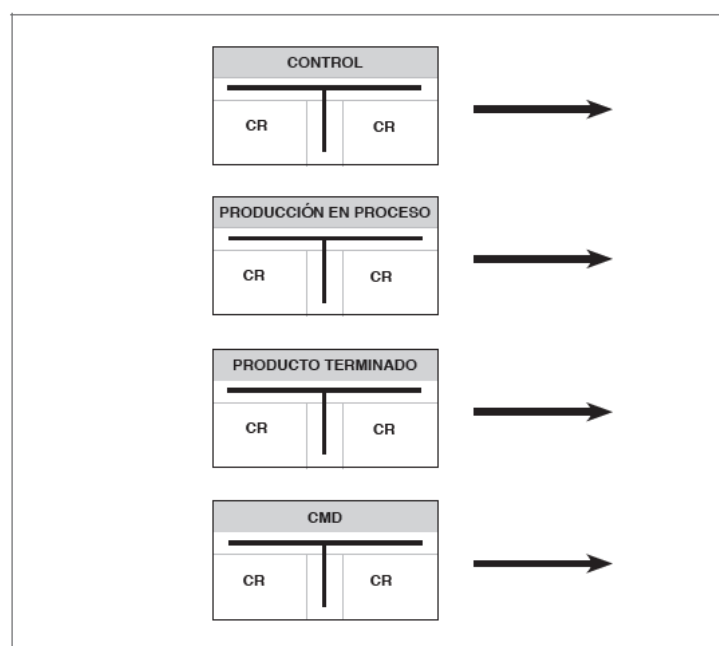 CONTROL
CR CR
PRODUCCIÓN EN PROCESO
CR CR
PRODUCTO TERMINADO
CR CR
CMD
CR CR